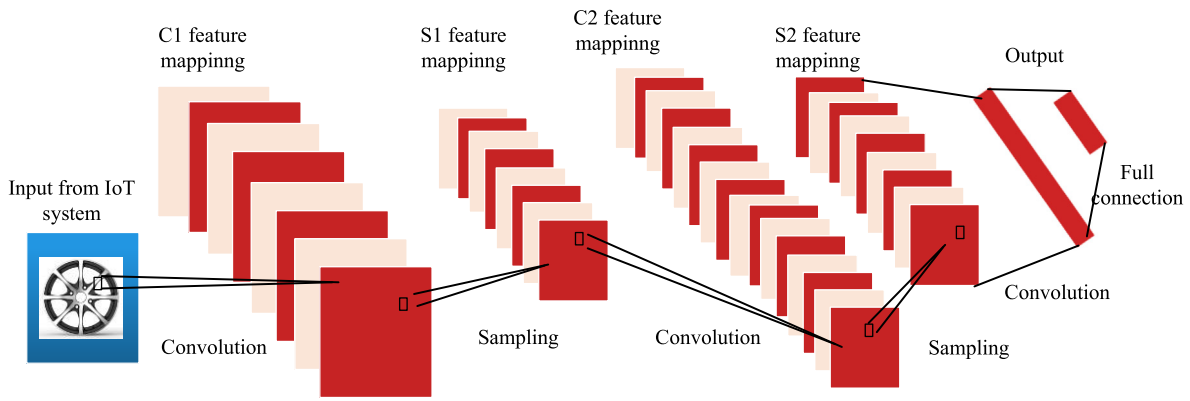 C1 feature
mappinng
S1 feature
mappinng
C2 feature
mappinng
S2 feature
mappinng
Output
Input from IoT
system
Full
connection
Convolution
Sampling
Convolution
Sampling
Convolution